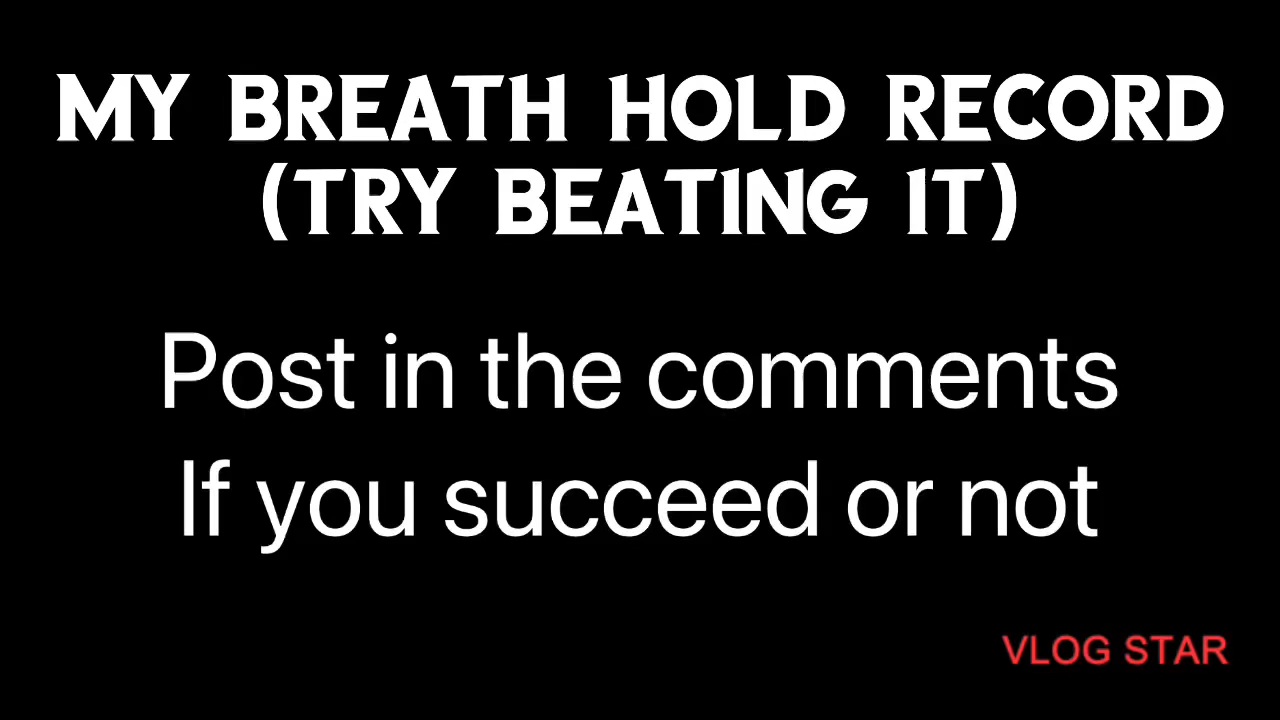 MY BREATH HOLD RECORD
(TRY BEATING IT)
Post in the comments
If you succeed or not
VLOG STAR